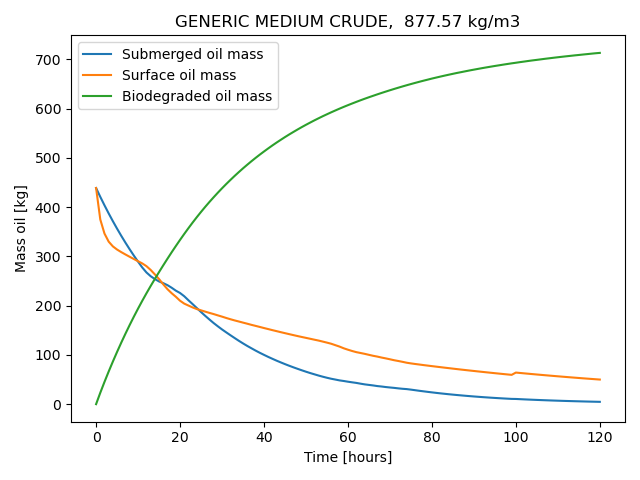 GENERIC MEDIUM CRUDE,  877.57 kg/m3
Submerged oil mass
Surface oil mass
Biodegraded oil mass
Mass oil [kg]
700
600
500
400
300
200
100
0
0 20 40 60 80 100 120
Time [hours]